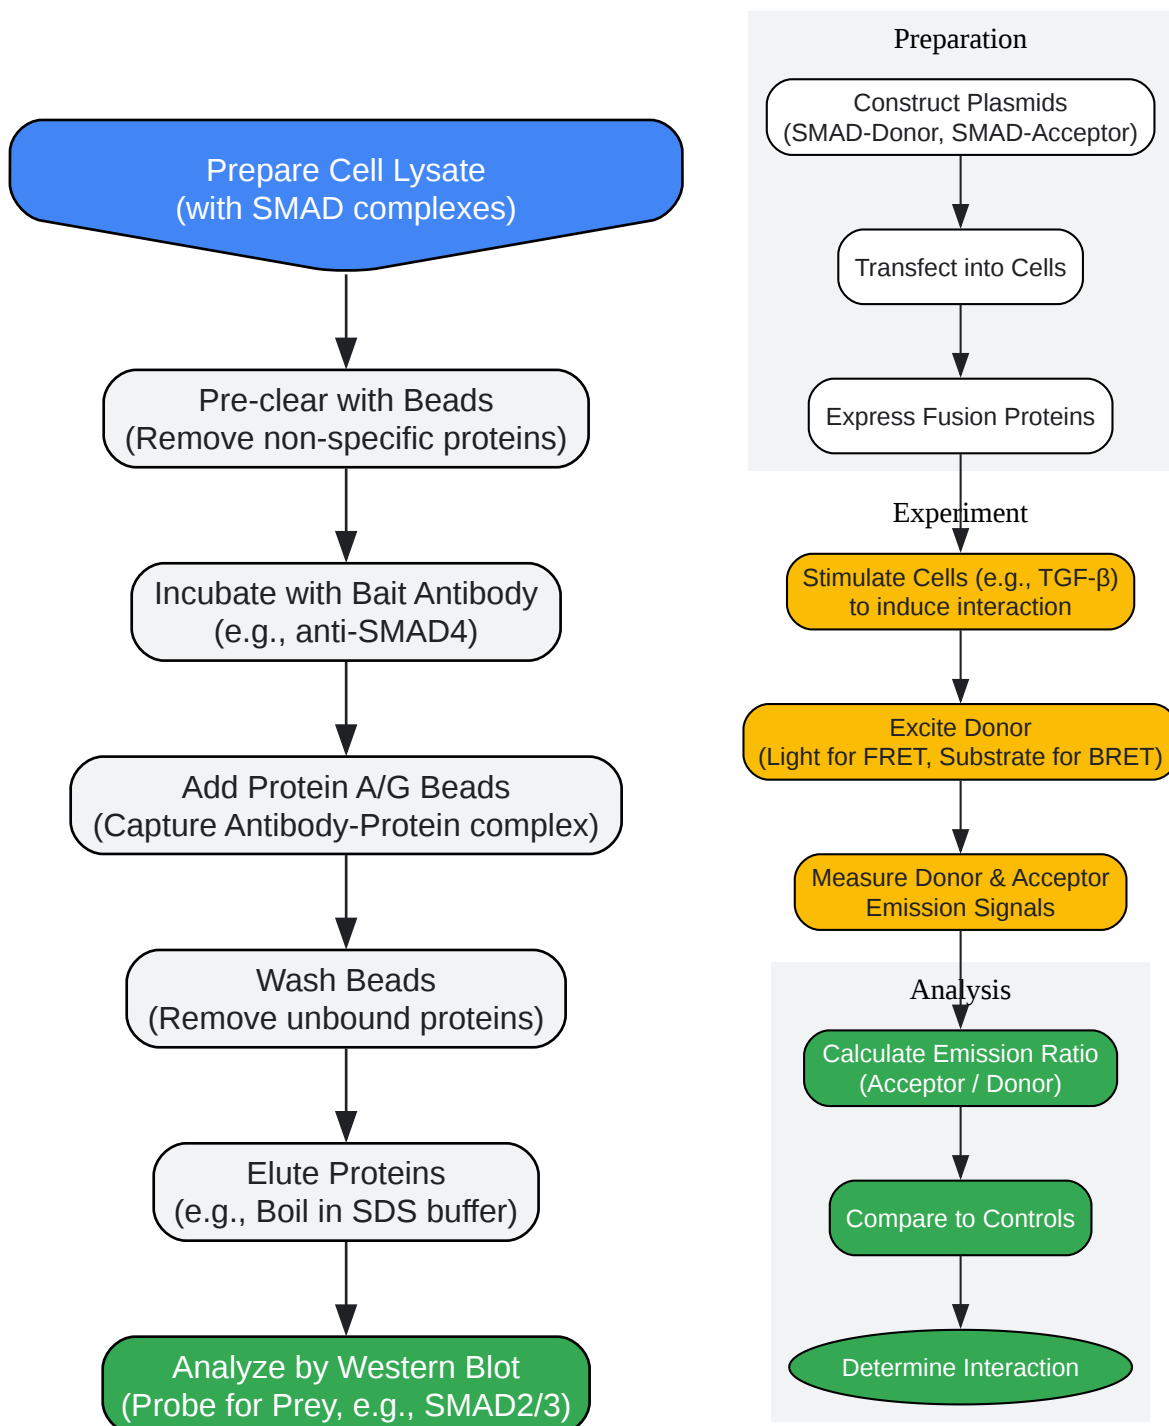 Prepare Cell Lysate
(with SMAD complexes)
Pre-clear with Beads
(Remove non-specific proteins)
Incubate with Bait Antibody
(e.g., anti-SMAD4)
Add Protein A/G Beads
(Capture Antibody-Protein complex)
Wash Beads
(Remove unbound proteins)
Elute Proteins
(e.g., Boil in SDS buffer)
Analyze by Western Blot
(Probe for Prey, e.g., SMAD2/3)
Preparation
Construct Plasmids
(SMAD-Donor, SMAD-Acceptor)
Transfect into Cells
Express Fusion Proteins
Experiment
Stimulate Cells (e.g., TGF-β)
to induce interaction
Excite Donor
(Light for FRET, Substrate for BRET)
Measure Donor & Acceptor
Emission Signals
Analysis
Calculate Emission Ratio
(Acceptor / Donor)
Compare to Controls
Determine Interaction